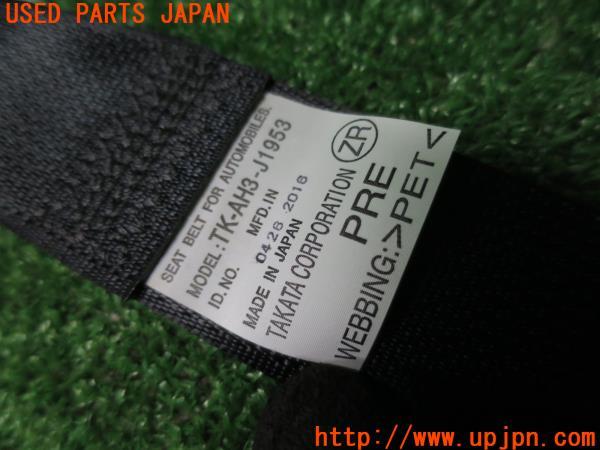 USED PARTS JAPAN
SEAT BELT FOR AUTOMOBILES.
MODEL:TK-AH3-J1953
ID.NO. MFD.IN
0426 2016
MADE IN JAPAN
TAKATA CORPORATION ZR
PRE
WEBBING:>PET<
http://www.upjpn.com